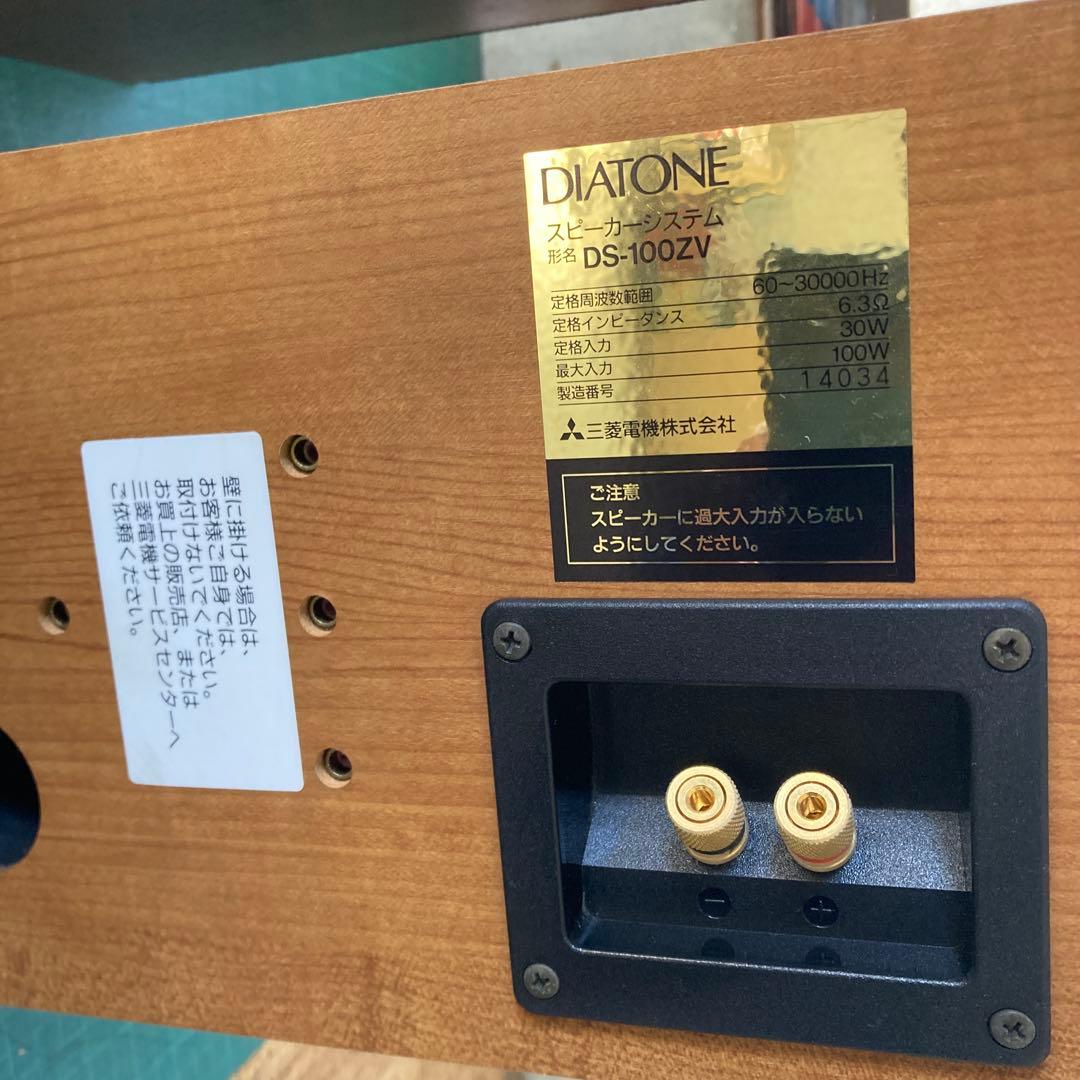 DIATONE
スピーカーシステム
形名 DS-100ZV
定格周波数範囲 60~30000Hz
定格インピーダンス 6.3Ω
定格入力 30W
最大入力 100W
製造番号 14034
三菱電機株式会社
ご注意
スピーカーに過大入力が入らない
ようにしてください。
壁に掛ける場合は、
お客様ご自身では、
取付けないでください。
お買上の販売店、または
三菱電機サービスセンターへ
ご依頼ください。
− +